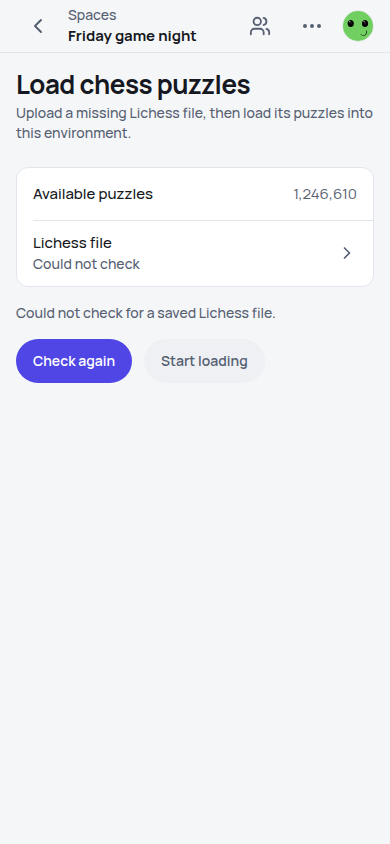 Spaces
Friday game night
Load chess puzzles
Upload a missing Lichess file, then load its puzzles into
this environment.
Available puzzles 1,246,610
Lichess file
Could not check
Could not check for a saved Lichess file.
Check again Start loading